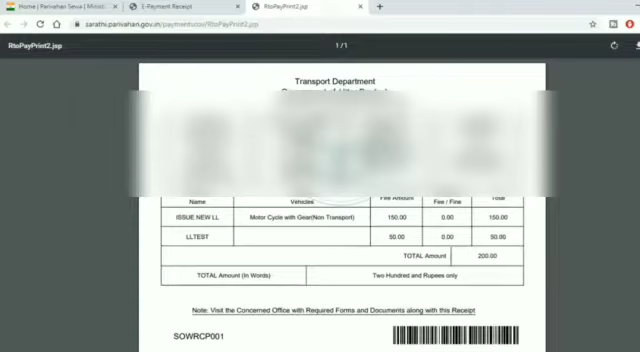 Home | Parivahan Sewa | Minist
E-Payment Receipt
RtoPayPrint2.jsp
sarathi.parivahan.gov.in/paymentscov/RtoPayPrint2.jsp
RtoPayPrint2.jsp
1/1
Transport Department
Name Vehicles Fee Amount Fee / Fine Total
ISSUE NEW LL Motor Cycle with Gear(Non Transport) 150.00 0.00 150.00
LLTEST 50.00 0.00 50.00
TOTAL Amount 200.00
TOTAL Amount (In Words) Two Hundred and Rupees only
Note: Visit the Concerned Office with Required Forms and Documents along with this Receipt
SOWRCP001